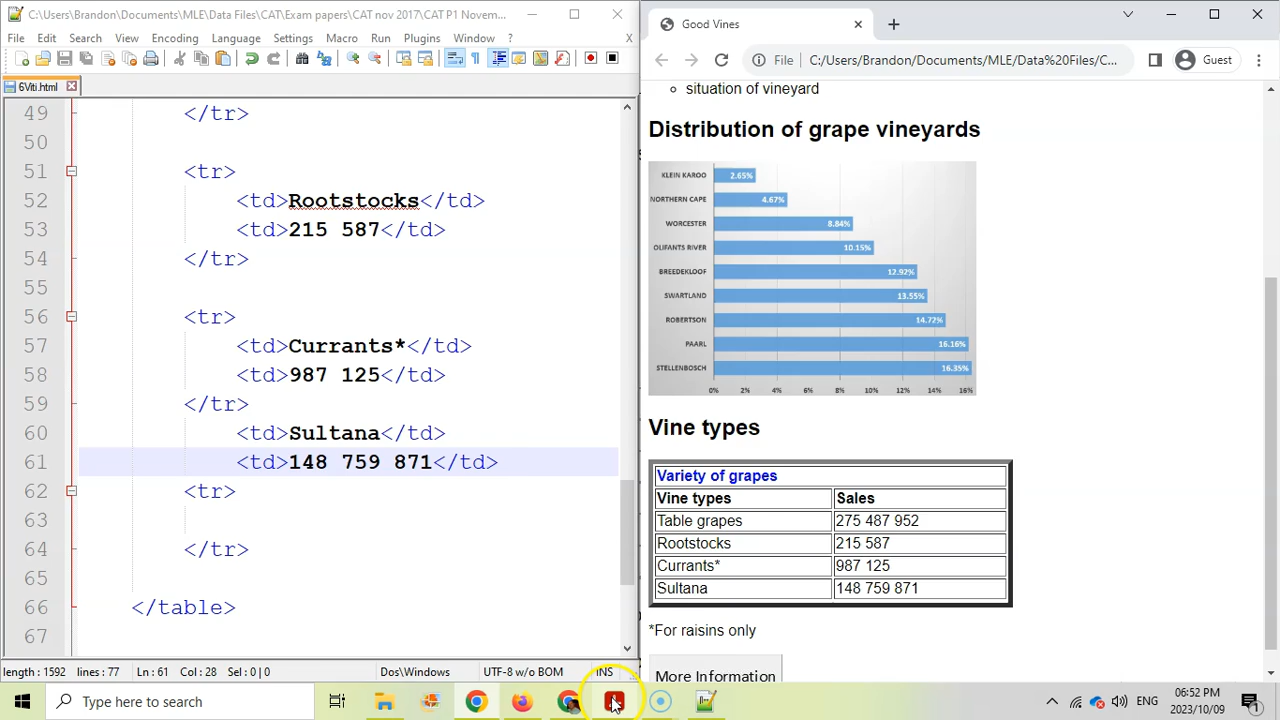 C:\Users\Brandon\Documents\MLE\Data Files\CAT\Exam papers\CAT nov 2017\CAT P1 Novem...
File Edit Search View Encoding Language Settings Macro Run Plugins Window ? X
6Viti.html
49 </tr>
50
51 <tr>
52 <td>Rootstocks</td>
53 <td>215 587</td>
54 </tr>
55
56 <tr>
57 <td>Currants*</td>
58 <td>987 125</td>
59 </tr>
60 <td>Sultana</td>
61 <td>148 759 871</td>
62 <tr>
63
64 </tr>
65
66 </table>
67
length : 1592 lines : 77 Ln : 61 Col : 28 Sel : 0 | 0 Dos\Windows UTF-8 w/o BOM INS
Good Vines
File C:/Users/Brandon/Documents/MLE/Data%20Files/C... Guest
situation of vineyard
Distribution of grape vineyards
KLEIN KAROO 2.65%
NORTHERN CAPE 4.67%
WORCESTER 8.84%
OLIFANTS RIVER 10.15%
BREEDEKLOOF 12.92%
SWARTLAND 13.55%
ROBERTSON 14.72%
PAARL 16.16%
STELLENBOSCH 16.35%
0% 2% 4% 6% 8% 10% 12% 14% 16%
Vine types
Variety of grapes
Vine types Sales
Table grapes 275 487 952
Rootstocks 215 587
Currants* 987 125
Sultana 148 759 871
*For raisins only
More Information
Type here to search
06:52 PM
2023/10/09
1